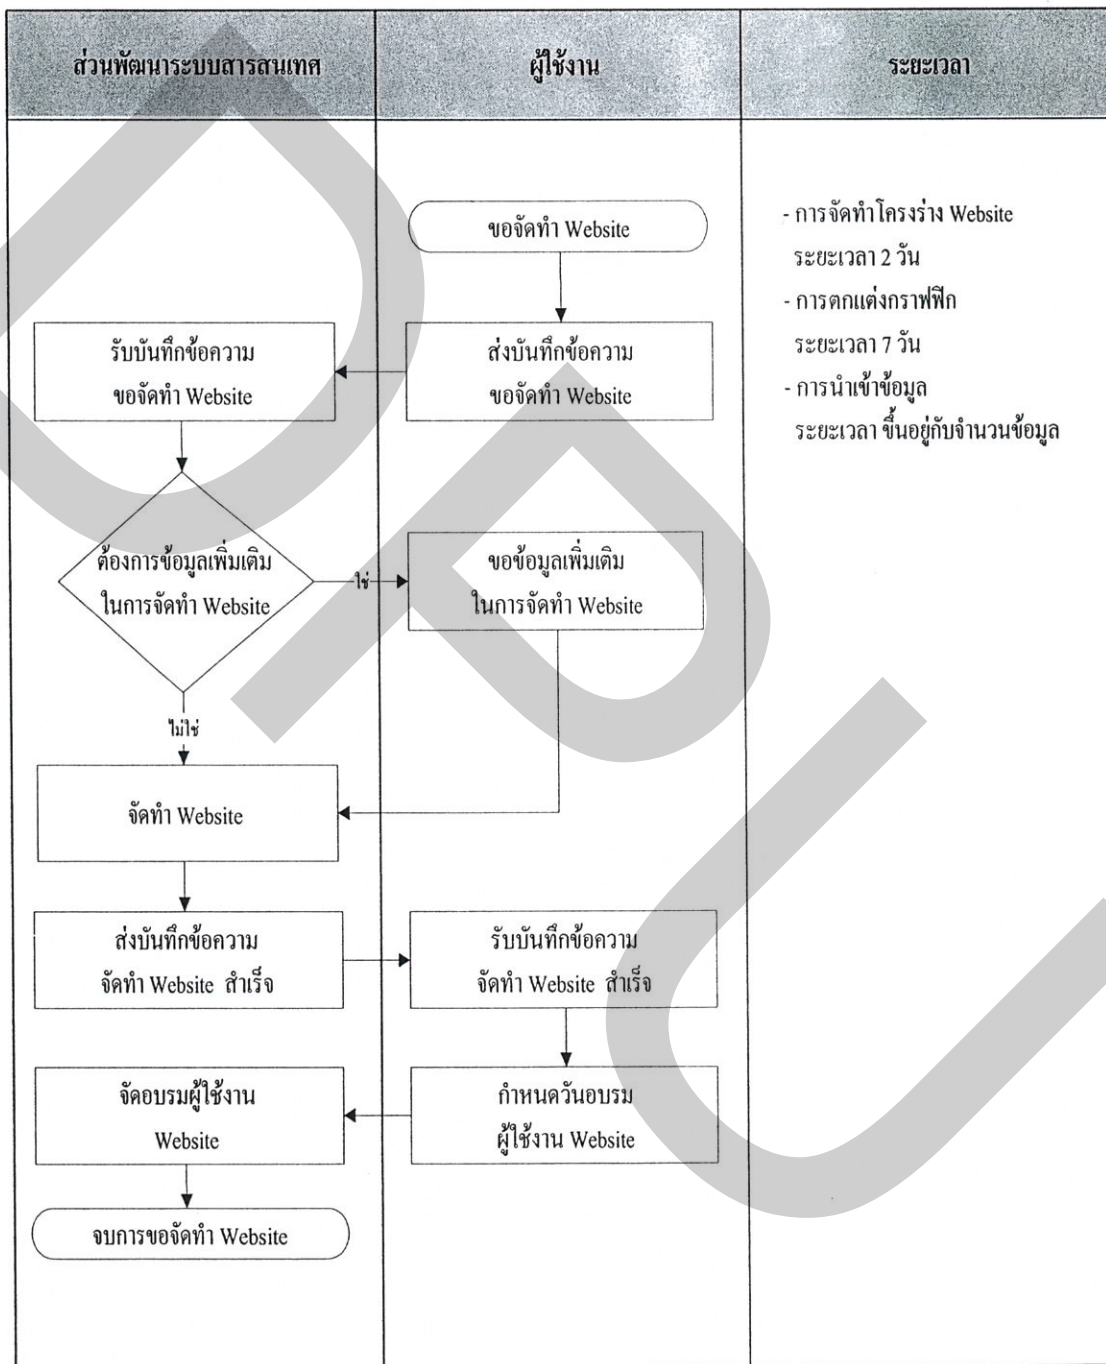 ส่วนพัฒนาระบบสารสนเทศ
ผู้ใช้งาน
ระยะเวลา
ขอจัดทำ Website
ส่งบันทึกข้อความ
ขอจัดทำ Website
รับบันทึกข้อความ
ขอจัดทำ Website
ต้องการข้อมูลเพิ่มเติม
ในการจัดทำ Website
ใช่
ขอข้อมูลเพิ่มเติม
ในการจัดทำ Website
ไม่ใช่
จัดทำ Website
ส่งบันทึกข้อความ
จัดทำ Website สำเร็จ
รับบันทึกข้อความ
จัดทำ Website สำเร็จ
กำหนดวันอบรม
ผู้ใช้งาน Website
จัดอบรมผู้ใช้งาน
Website
จบการขอจัดทำ Website
- การจัดทำโครงร่าง Website
ระยะเวลา 2 วัน
- การตกแต่งกราฟฟิก
ระยะเวลา 7 วัน
- การนำเข้าข้อมูล
ระยะเวลา ขึ้นอยู่กับจำนวนข้อมูล
DPU